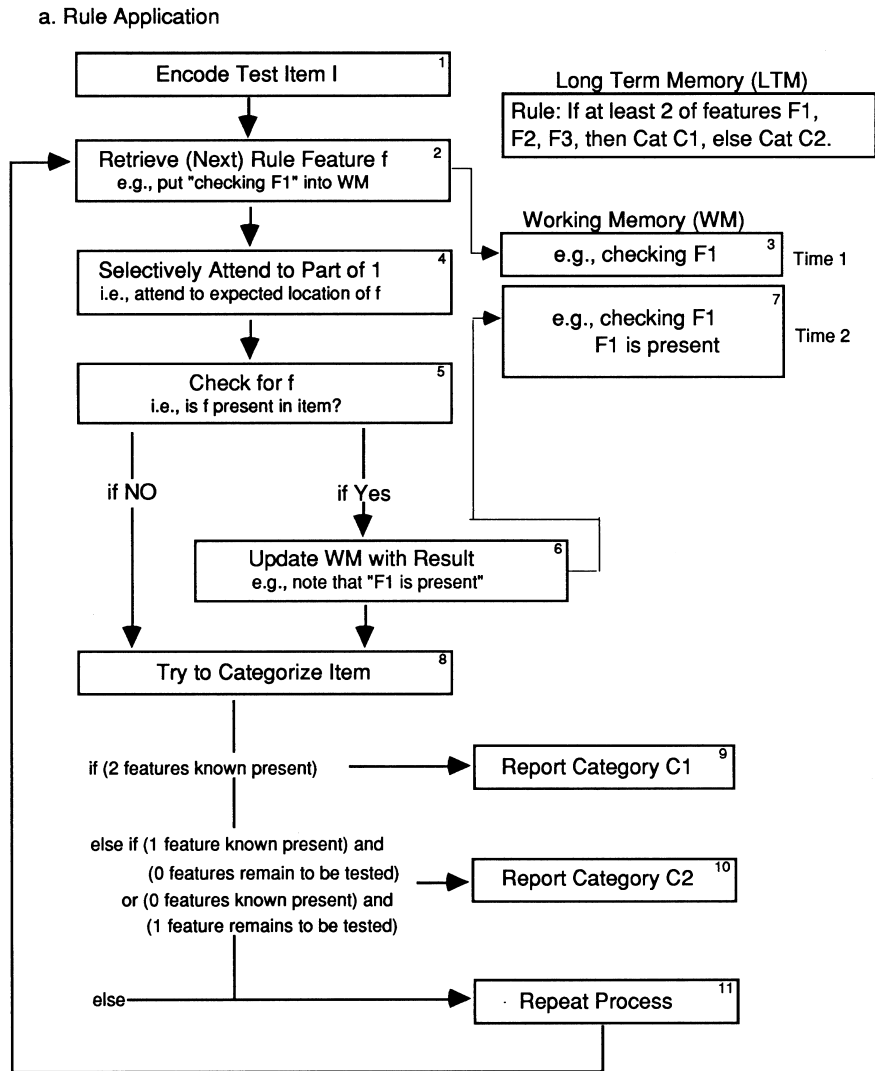 a. Rule Application
Encode Test Item I
1
Long Term Memory (LTM)
Rule: If at least 2 of features F1,
F2, F3, then Cat C1, else Cat C2.
Retrieve (Next) Rule Feature f
2
e.g., put "checking F1" into WM
Working Memory (WM)
e.g., checking F1
3
Time 1
Selectively Attend to Part of 1
4
i.e., attend to expected location of f
7
e.g., checking F1
F1 is present
Time 2
Check for f
5
i.e., is f present in item?
if NO
if Yes
Update WM with Result
6
e.g., note that "F1 is present"
Try to Categorize Item
8
if (2 features known present)
Report Category C1
9
else if (1 feature known present) and
(0 features remain to be tested)
or (0 features known present) and
(1 feature remains to be tested)
Report Category C2
10
else
Repeat Process
11